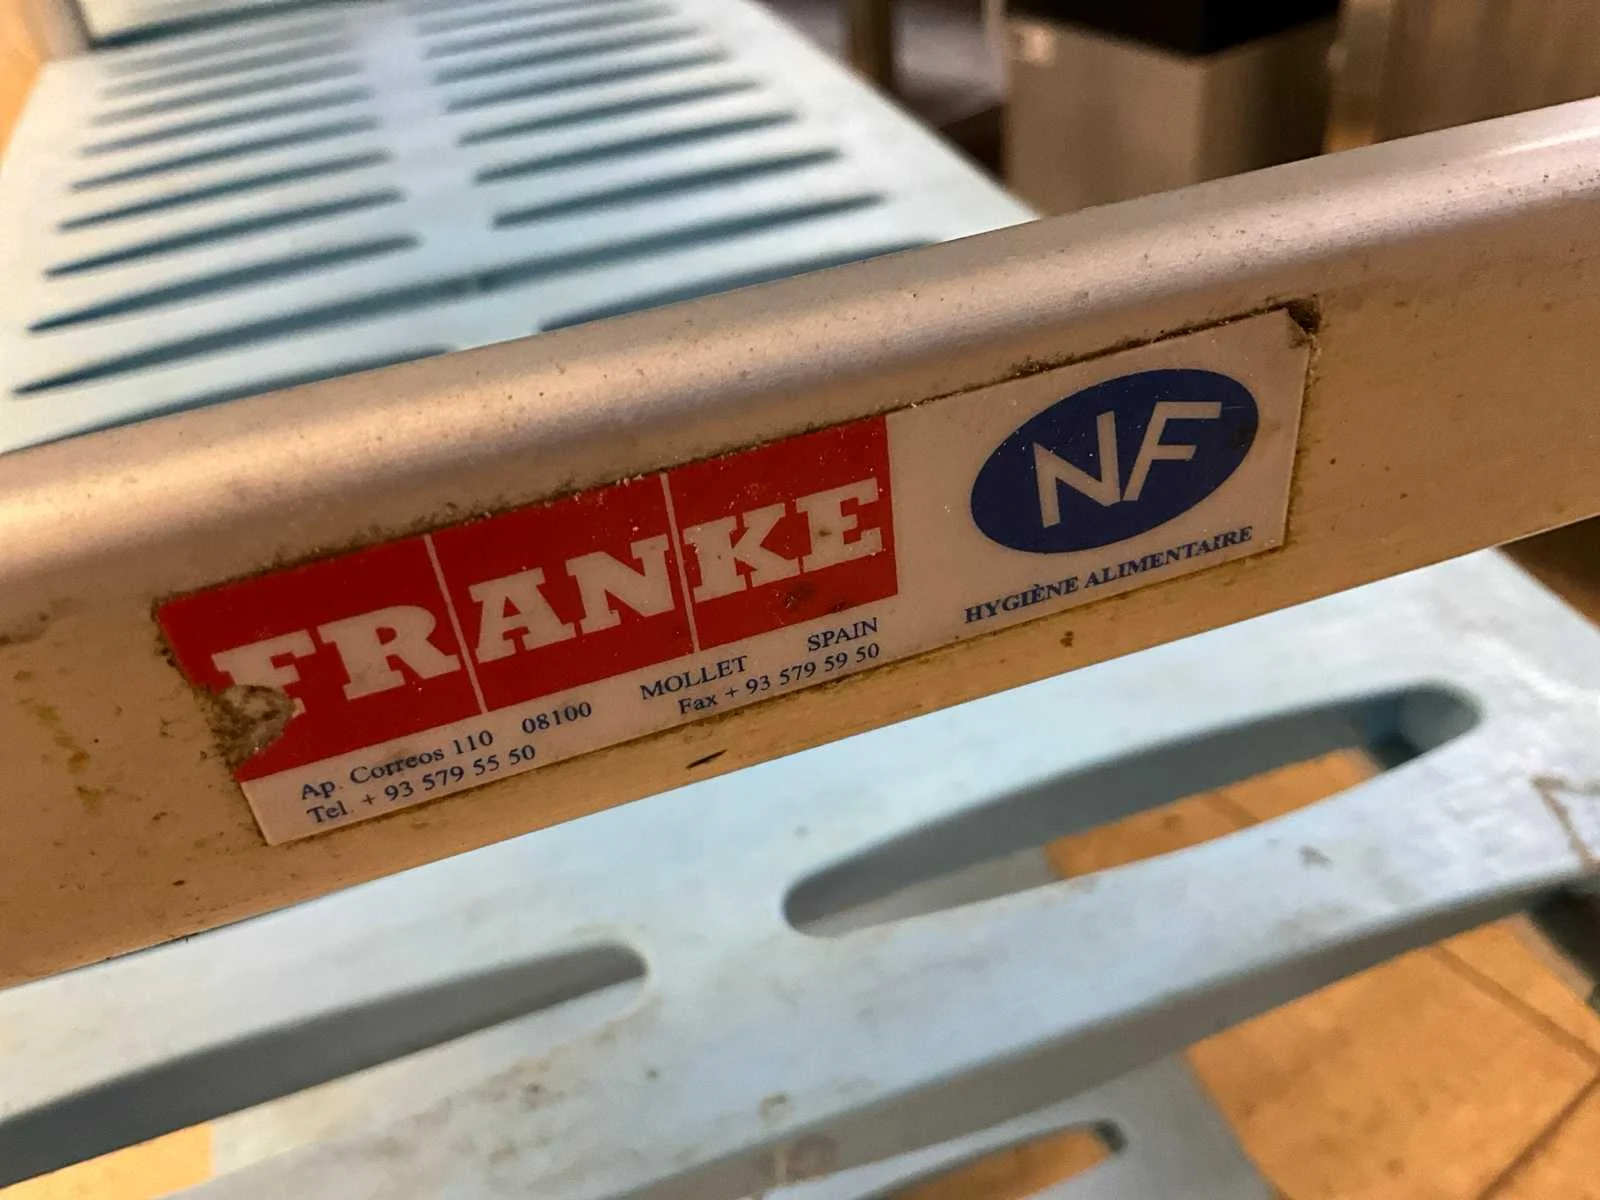 FRANKE
Ap. Correos 110 08100 MOLLET SPAIN
Tel. + 93 579 55 50 Fax + 93 579 59 50
NF
HYGIÈNE ALIMENTAIRE